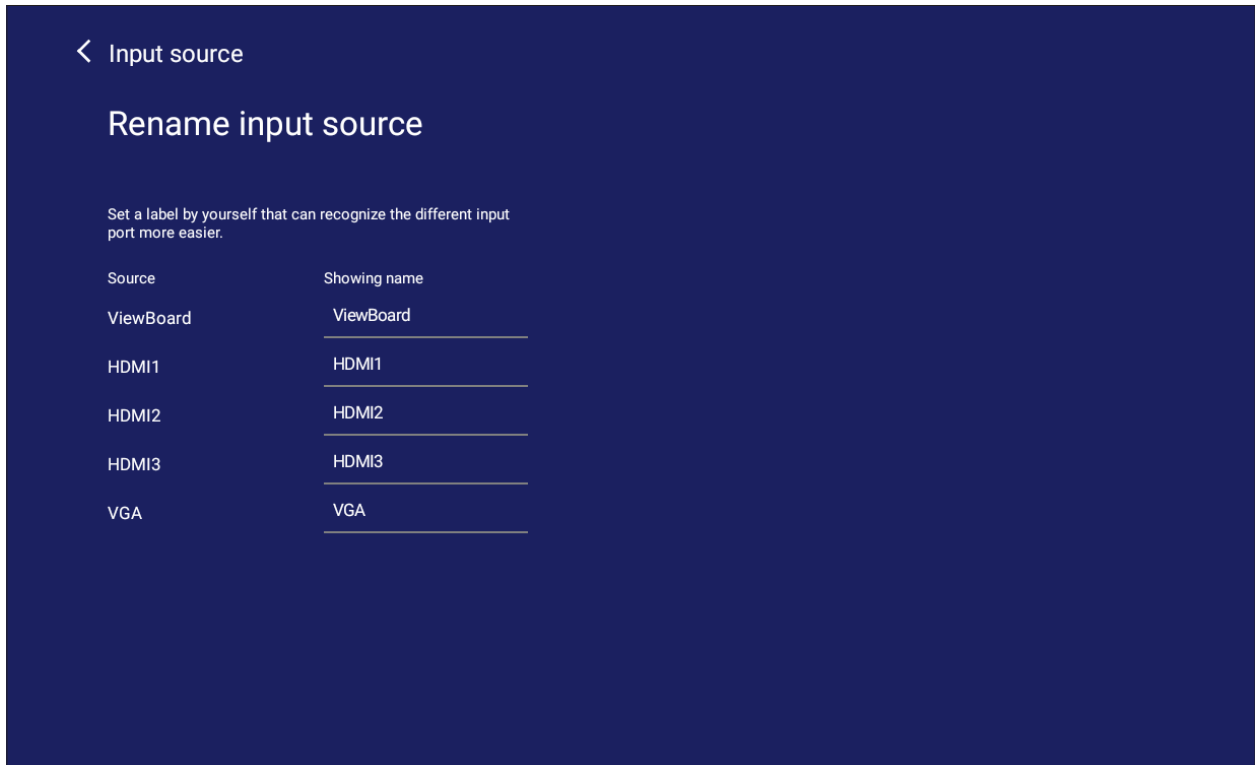 Input source
Rename input source
Set a label by yourself that can recognize the different input
port more easier.
Source Showing name
ViewBoard ViewBoard
HDMI1 HDMI1
HDMI2 HDMI2
HDMI3 HDMI3
VGA VGA